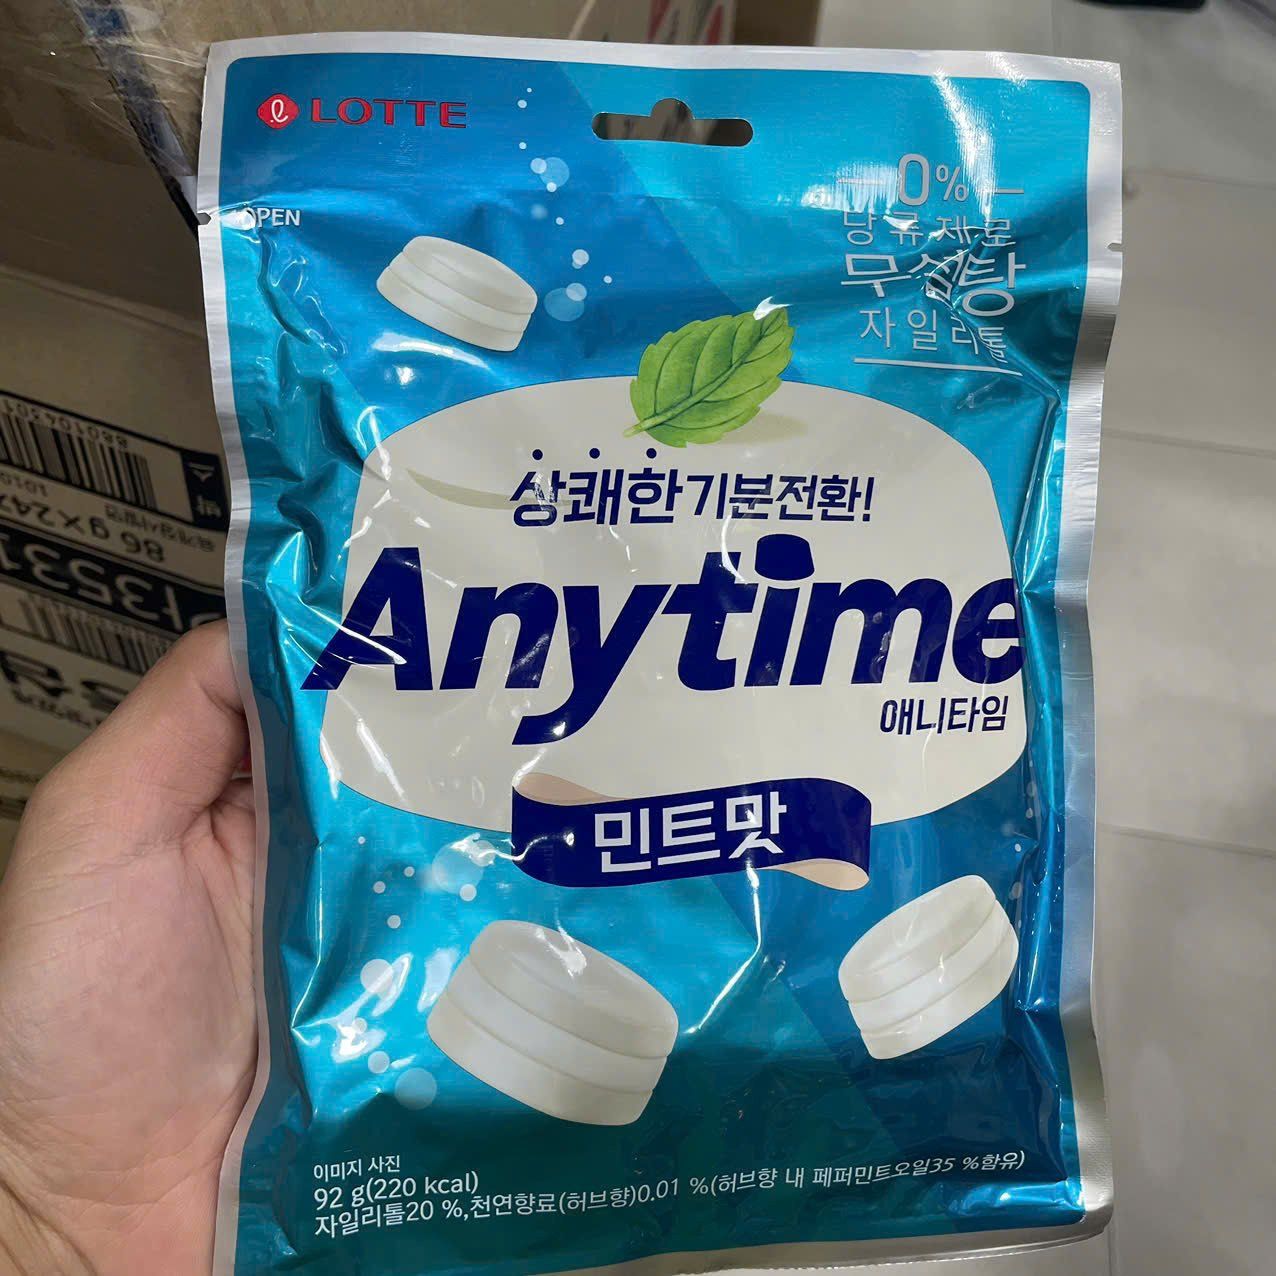 LOTTE
OPEN
0%
당류제로
무설탕
자일리톨
상쾌한기분전환!
Anytime
애니타임
민트맛
이미지 사진
92 g(220 kcal)
자일리톨20 %,천연향료(허브향)0.01 %(허브향 내 페퍼민트오일35 %함유)
86 g×24